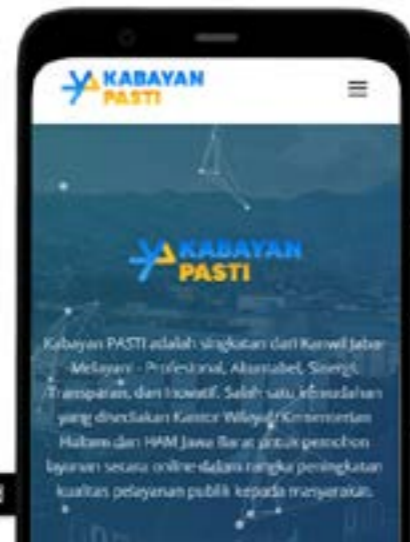 KABAYAN
PASTI
KABAYAN
PASTI
Kabayan PASTI adalah singkatan dari Kanwil Jabar
Melayani - Profesional, Akuntabel, Sinergi,
Transparan, dan Inovatif. Salah satu kemudahan
yang disediakan Kantor Wilayah Kementerian
Hukum dan HAM Jawa Barat untuk pemohon
layanan secara online dalam rangka peningkatan
kualitas pelayanan publik kepada masyarakat.